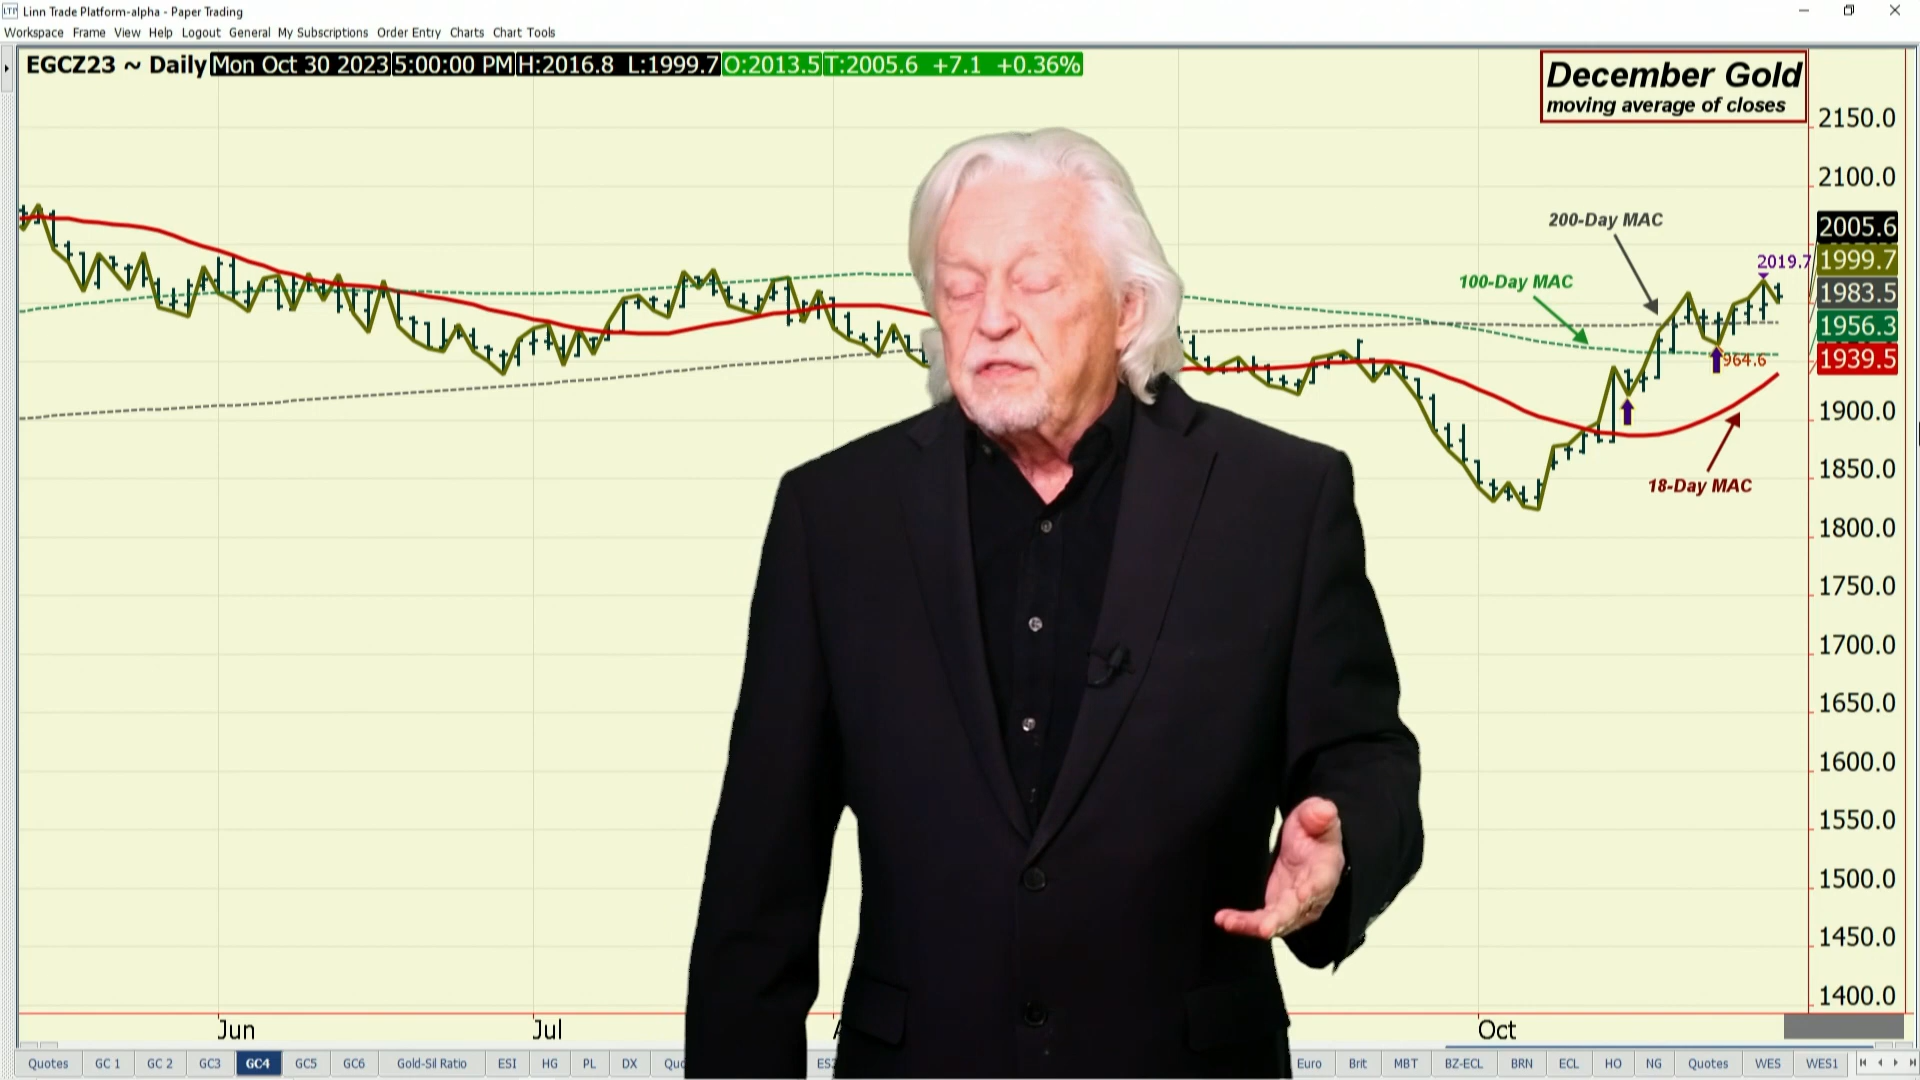 Linn Trade Platform-alpha - Paper Trading
Workspace Frame View Help Logout General My Subscriptions Order Entry Charts Chart Tools
EGCZ23 ~ Daily Mon Oct 30 2023 5:00:00 PM H:2016.8 L:1999.7 O:2013.5 T:2005.6 +7.1 +0.36%
December Gold
moving average of closes
2150.0
2100.0
200-Day MAC
2005.6
2019.7
1999.7
100-Day MAC
1983.5
1956.3
964.6
1939.5
1900.0
1850.0
18-Day MAC
1800.0
1750.0
1700.0
1650.0
1600.0
1550.0
1500.0
1450.0
1400.0
Jun Jul Oct
Quotes GC 1 GC 2 GC3 GC4 GC5 GC6 Gold-Sil Ratio ESI HG PL DX Euro Brit MBT BZ-ECL BRN ECL HO NG Quotes WES WES1